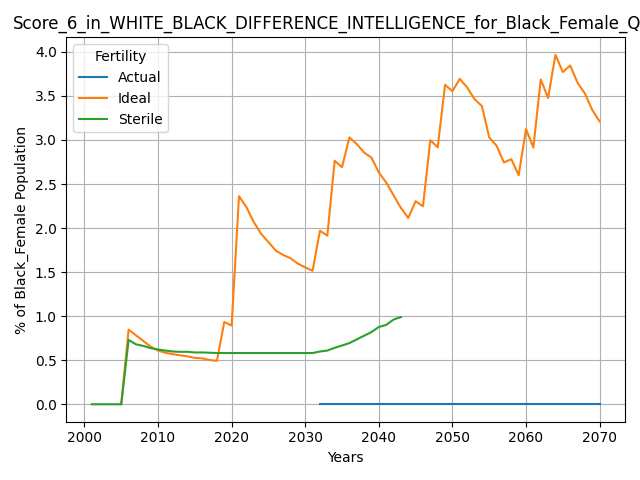 Score_6_in_WHITE_BLACK_DIFFERENCE_INTELLIGENCE_for_Black_Female_Q
Fertility
Actual
Ideal
Sterile
% of Black_Female Population
4.0
3.5
3.0
2.5
2.0
1.5
1.0
0.5
0.0
2000 2010 2020 2030 2040 2050 2060 2070
Years